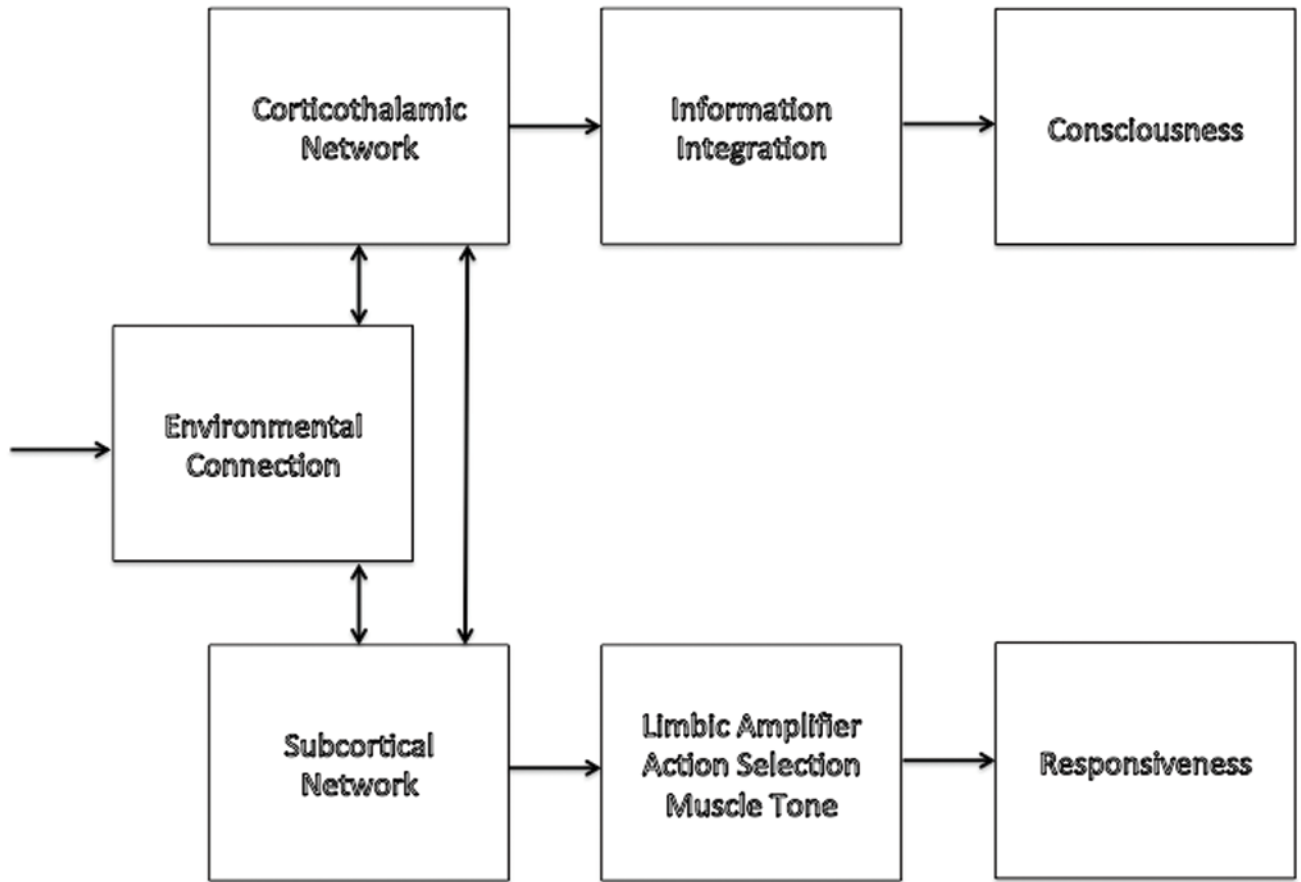 Corticothalamic
Network
Information
Integration
Consciousness
Environmental
Connection
Subcortical
Network
Limbic Amplifier
Action Selection
Muscle Tone
Responsiveness